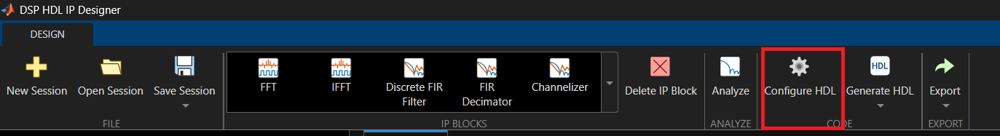 DSP HDL IP Designer
DESIGN
New Session
Open Session
Save Session
FILE
FFT
IFFT
Discrete FIR
Filter
FIR
Decimator
Channelizer
IP BLOCKS
Delete IP Block
Analyze
ANALYZE
Configure HDL
HDL
Generate HDL
CODE
Export
EXPORT